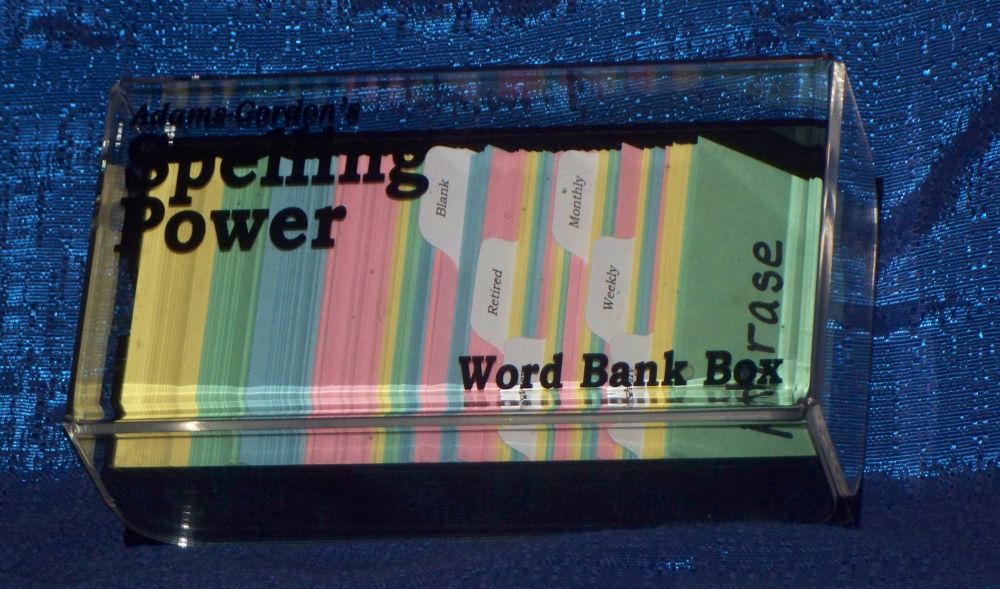 Adams-Gordon's
Spelling
Power
Blank
Monthly
Retired
Weekly
Word Bank Box